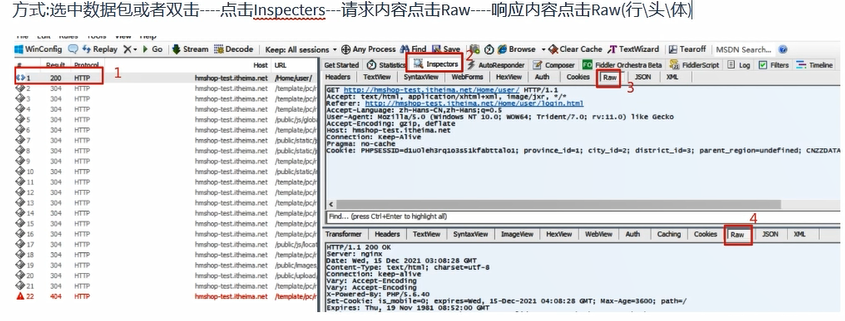 方式:选中数据包或者双击----点击Inspecters---请求内容点击Raw----响应内容点击Raw(行\头\体)
WinConfig Replay X Go Stream Decode Keep: All sessions Any Process Find Save Browse Clear Cache TextWizard Tearoff MSDN Search...
# Result Protocol Host URL
1 200 HTTP hmshop-test.itheima.net /Home/user/
2 304 HTTP hmshop-test.itheima.net /template/pc/r
3 304 HTTP hmshop-test.itheima.net /template/pc/r
4 304 HTTP hmshop-test.itheima.net /template/pc/r
5 304 HTTP hmshop-test.itheima.net /public/js/globa
6 304 HTTP hmshop-test.itheima.net /public/js/
7 304 HTTP hmshop-test.itheima.net /public/static/j
8 304 HTTP hmshop-test.itheima.net /public/static/
9 304 HTTP hmshop-test.itheima.net /template/pc/r
10 304 HTTP hmshop-test.itheima.net /public/static/
11 304 HTTP hmshop-test.itheima.net /template/pc/r
12 304 HTTP hmshop-test.itheima.net /template/pc/r
13 304 HTTP hmshop-test.itheima.net /template/pc/r
14 304 HTTP hmshop-test.itheima.net /template/pc/r
15 304 HTTP hmshop-test.itheima.net /template/pc/r
16 304 HTTP hmshop-test.itheima.net /template/pc/r
17 304 HTTP hmshop-test.itheima.net /public/js/locat
18 304 HTTP hmshop-test.itheima.net /template/pc/r
19 304 HTTP hmshop-test.itheima.net /public/images,
20 304 HTTP hmshop-test.itheima.net /public/upload,
21 304 HTTP hmshop-test.itheima.net /template/pc/r
22 404 HTTP hmshop-test.itheima.net /template/pc/r
1
2
3
4
Get Started Statistics Inspectors AutoResponder Composer Fiddler Orchestra Beta FiddlerScript Log Filters Timeline
Headers TextView SyntaxView WebForms HexView Auth Cookies Raw JSON XML
GET http://hmshop-test.itheima.net/Home/user/ HTTP/1.1
Accept: text/html, application/xhtml+xml, image/jxr, */*
Referer: http://hmshop-test.itheima.net/Home/user/login.html
Accept-Language: zh-Hans-CN,zh-Hans;q=0.5
User-Agent: Mozilla/5.0 (Windows NT 10.0; WOW64; Trident/7.0; rv:11.0) like Gecko
Accept-Encoding: gzip, deflate
Host: hmshop-test.itheima.net
Connection: Keep-Alive
Pragma: no-cache
province_id=1; city_id=2; district_id=3; parent_region=undefined; CNZZDATA
Find... (press Ctrl+Enter to highlight all)
Transformer Headers TextView SyntaxView ImageView HexView WebView Auth Caching Cookies Raw JSON XML
HTTP/1.1 200 OK
Server: nginx
Date: Wed, 15 Dec 2021 03:08:28 GMT
Content-Type: text/html; charset=utf-8
Connection: keep-alive
Vary: Accept-Encoding
Vary: Accept-Encoding
X-Powered-By: PHP/5.6.40
Set-Cookie: is_mobile=0; expires=Wed, 15-Dec-2021 04:08:28 GMT; Max-Age=3600; path=/
Expires: Thu, 19 Nov 1981 08:52:00 GMT